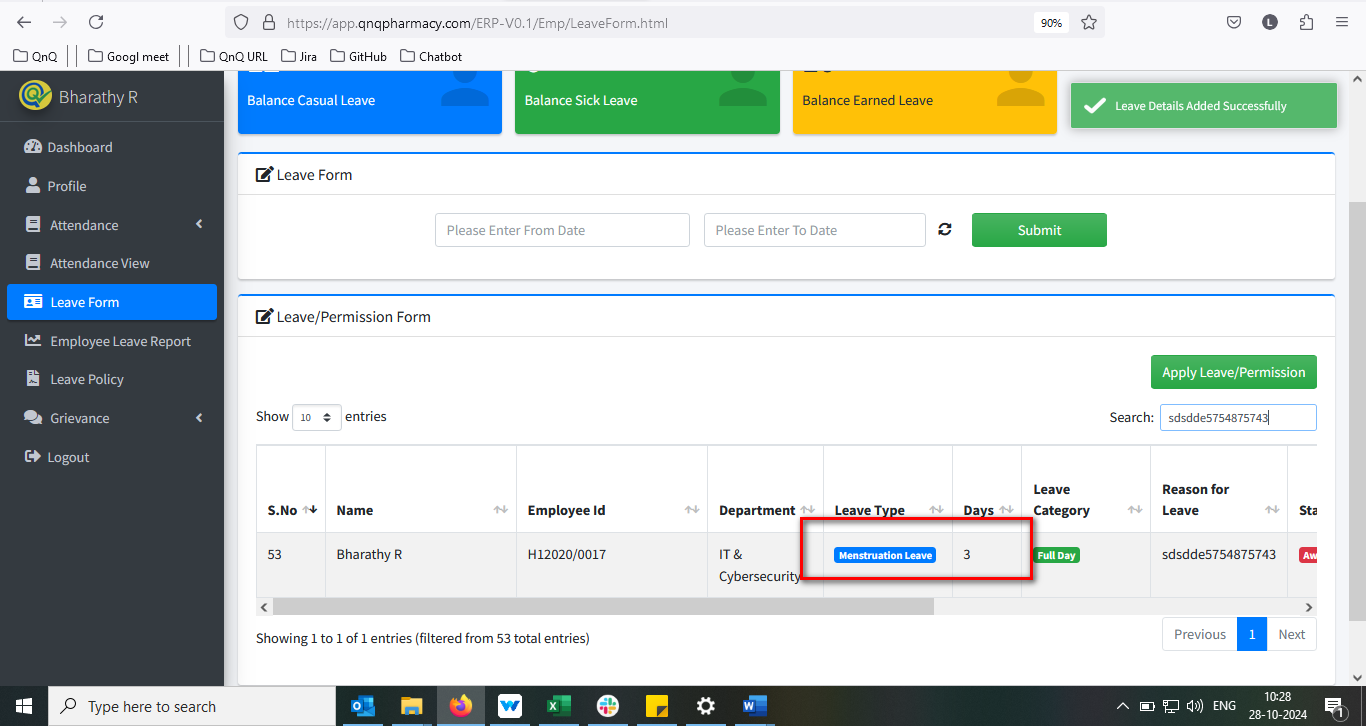 https://app.qnqpharmacy.com/ERP-V0.1/Emp/LeaveForm.html
90%
L
QnQ
Googl meet
QnQ URL
Jira
GitHub
Chatbot
Bharathy R
Dashboard
Profile
Attendance
Attendance View
Leave Form
Employee Leave Report
Leave Policy
Grievance
Logout
Balance Casual Leave
Balance Sick Leave
Balance Earned Leave
Leave Details Added Successfully
Leave Form
Please Enter From Date
Please Enter To Date
Submit
Leave/Permission Form
Apply Leave/Permission
Show 10 entries
Search: sdsdde5754875743
S.No Name Employee Id Department Leave Type Days Leave Category Reason for Leave Sta
53 Bharathy R H12020/0017 IT & Cybersecurity Menstruation Leave 3 Full Day sdsdde5754875743 Aw
Showing 1 to 1 of 1 entries (filtered from 53 total entries)
Previous 1 Next
Type here to search
ENG
10:28
28-10-2024
1